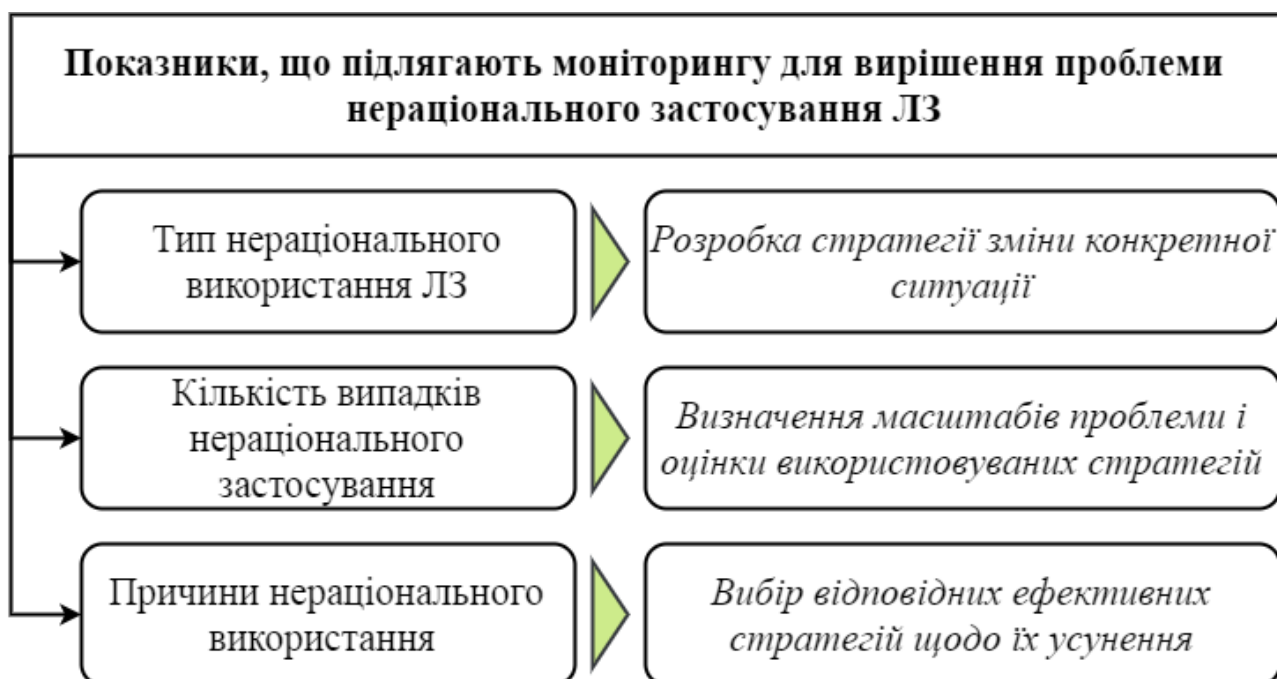 Показники, що підлягають моніторингу для вирішення проблеми
нераціонального застосування ЛЗ
Тип нераціонального
використання ЛЗ
Розробка стратегії зміни конкретної
ситуації
Кількість випадків
нераціонального
застосування
Визначення масштабів проблеми і
оцінки використовуваних стратегій
Причини нераціонального
використання
Вибір відповідних ефективних
стратегій щодо їх усунення